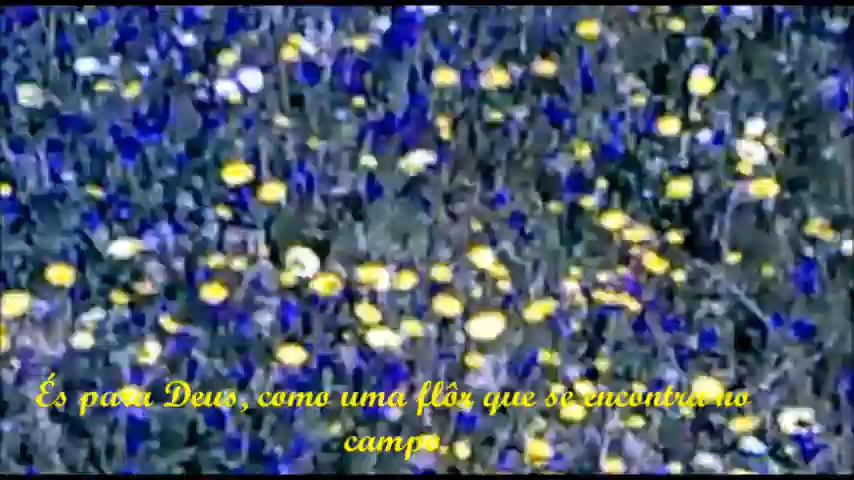 És para Deus, como uma flôr que se encontra no
campo.